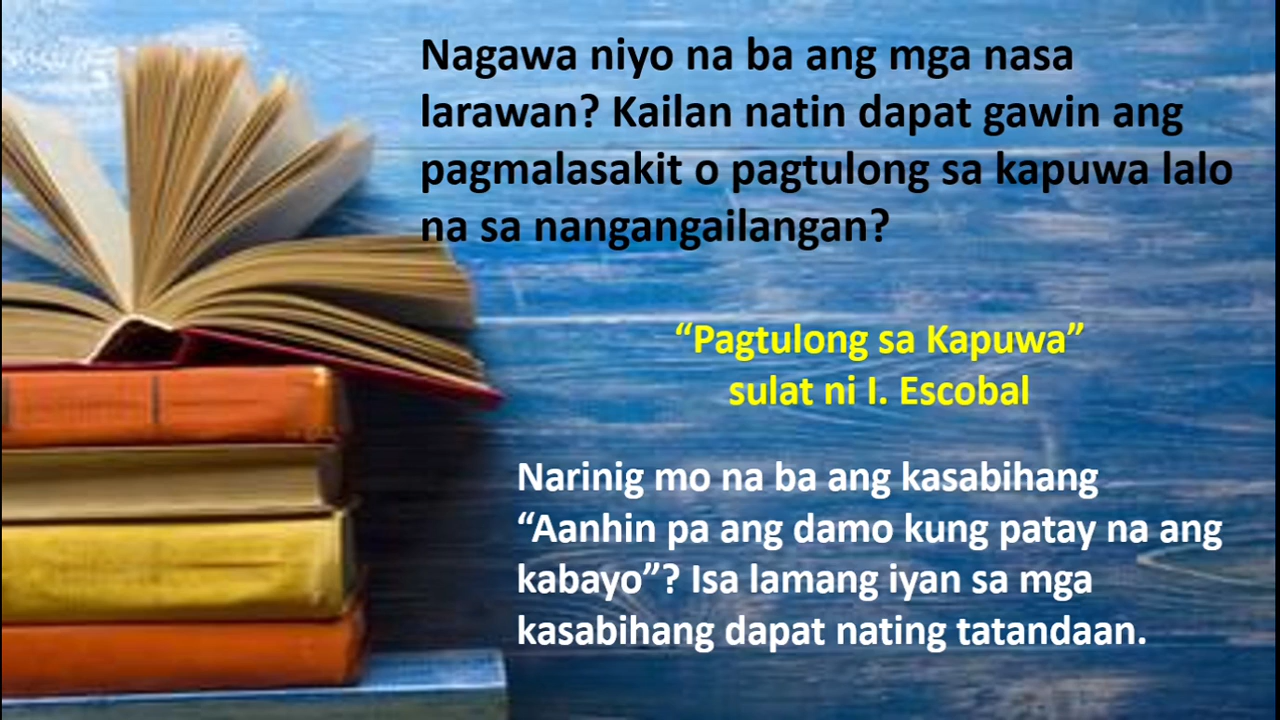 Nagawa niyo na ba ang mga nasa
larawan? Kailan natin dapat gawin ang
pagmalasakit o pagtulong sa kapuwa lalo
na sa nangangailangan?
“Pagtulong sa Kapuwa”
sulat ni I. Escobal
Narinig mo na ba ang kasabihang
“Aanhin pa ang damo kung patay na ang
kabayo”? Isa lamang iyan sa mga
kasabihang dapat nating tatandaan.